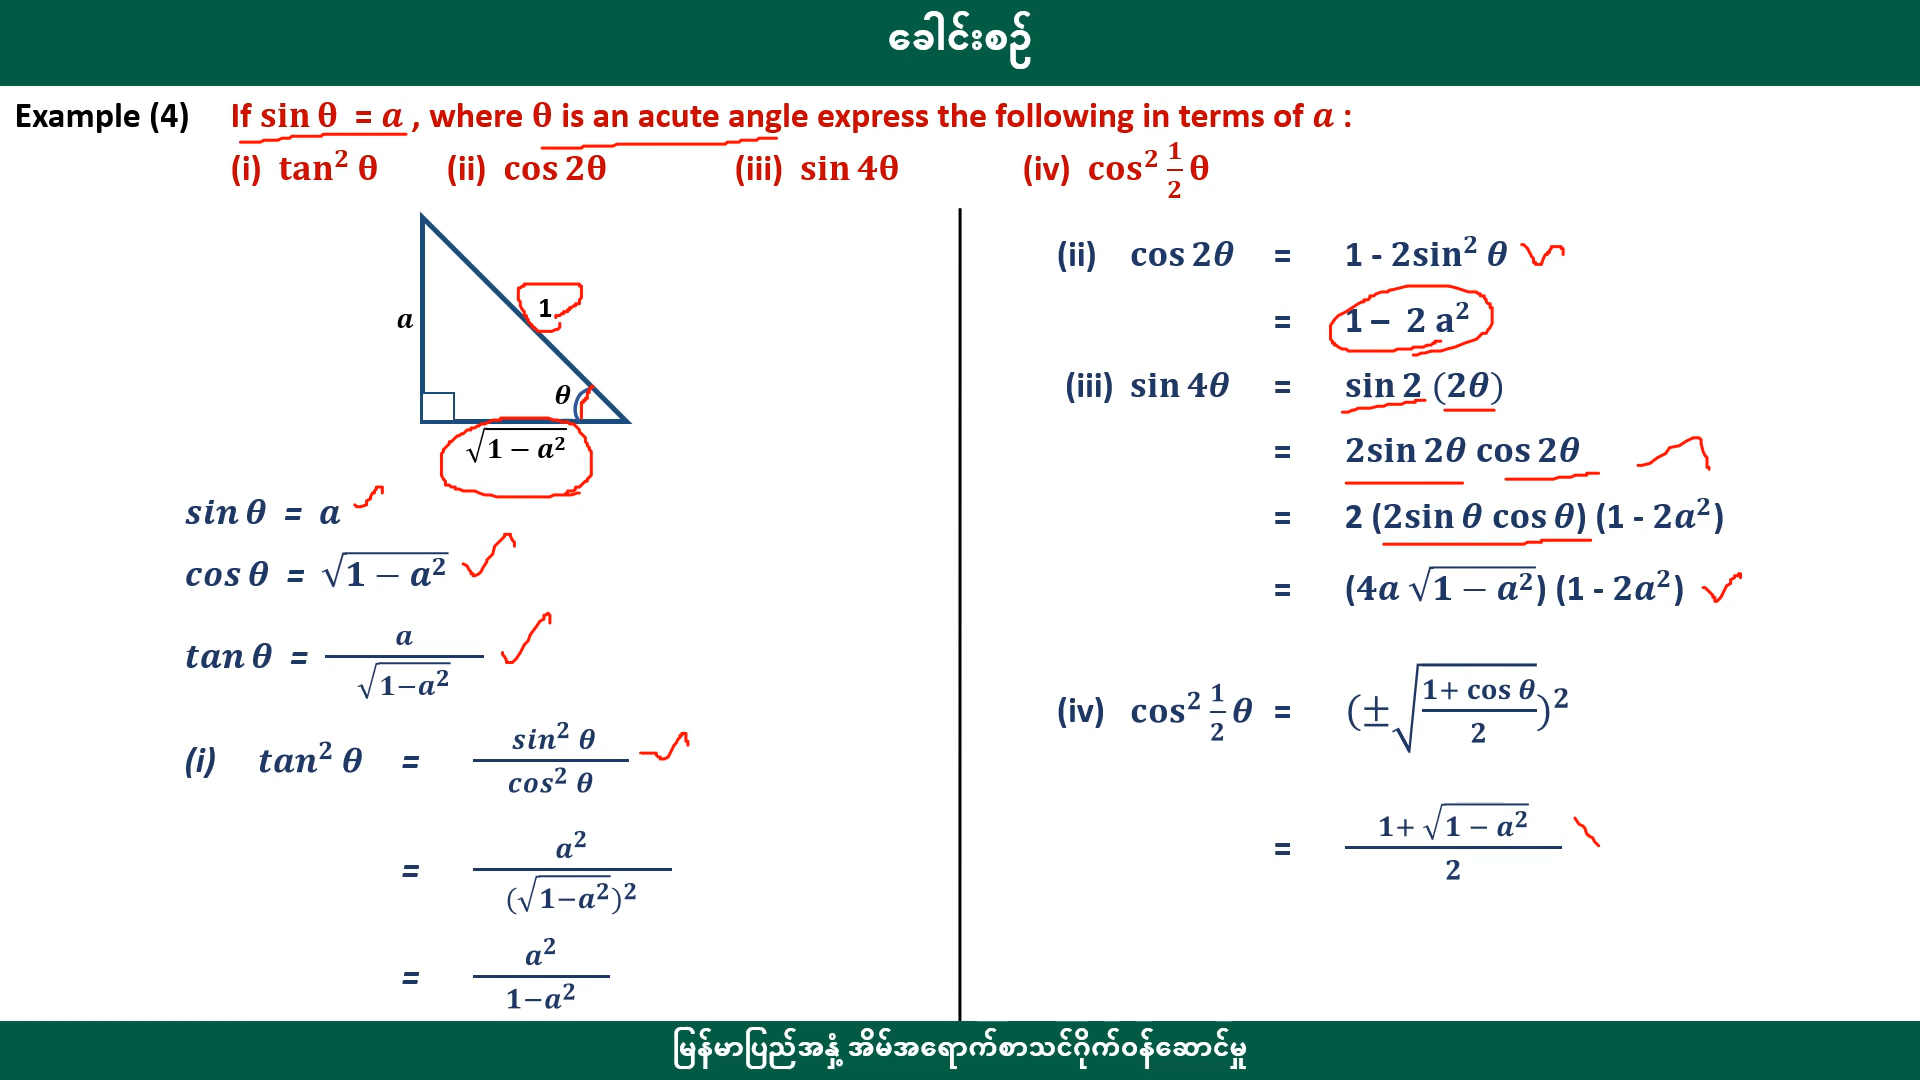 ခေါင်းစဉ်
Example (4) If sin θ = a , where θ is an acute angle express the following in terms of a :
(i) tan² θ (ii) cos 2θ (iii) sin 4θ (iv) cos² 1/2 θ
a
1
θ
√(1 − a²)
sin θ = a
cos θ = √(1 − a²)
tan θ = a / √(1−a²)
(i) tan² θ = sin² θ / cos² θ
= a² / (√(1−a²))²
= a² / (1−a²)
(ii) cos 2θ = 1 - 2sin² θ
= 1 – 2 a²
(iii) sin 4θ = sin 2 (2θ)
= 2sin 2θ cos 2θ
= 2 (2sin θ cos θ) (1 - 2a²)
= (4a √(1 − a²)) (1 - 2a²)
(iv) cos² 1/2 θ = (±√((1+ cos θ)/2))²
= (1+ √(1 − a²)) / 2
မြန်မာပြည်အနှံ့ အိမ်အရောက်စာသင်ဂိုက်ဝန်ဆောင်မှု